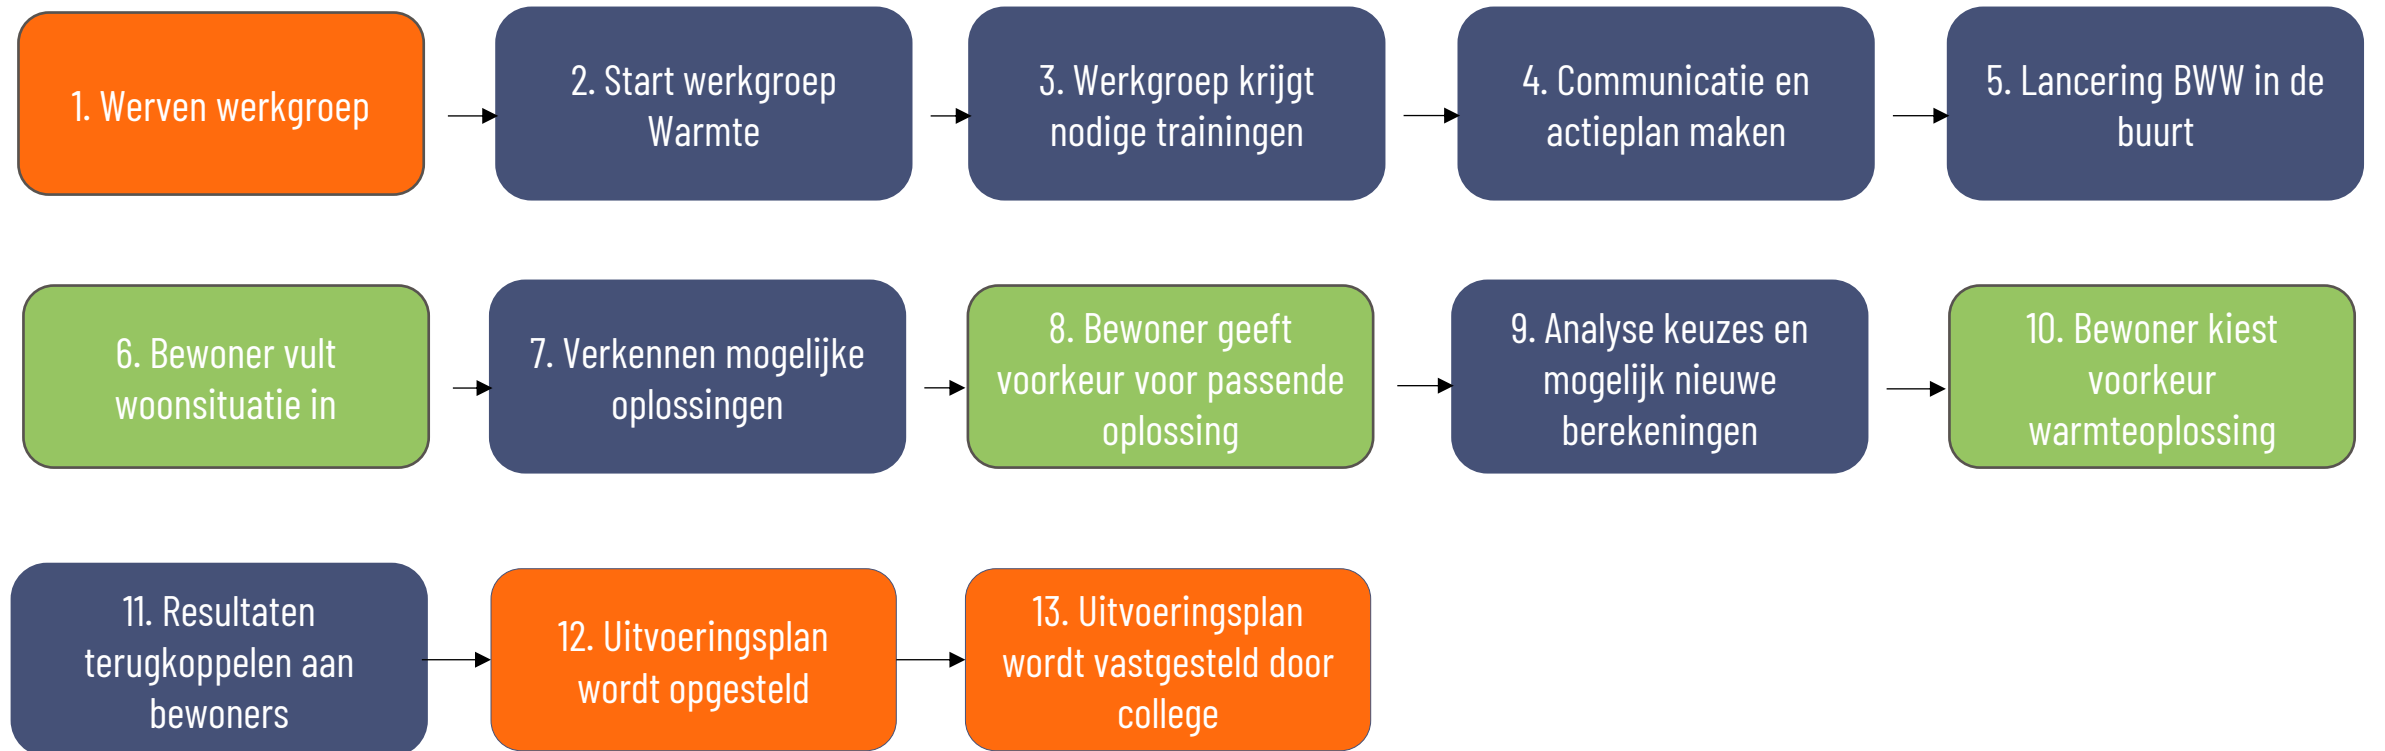 1. Werven werkgroep
2. Start werkgroep
Warmte
3. Werkgroep krijgt
nodige trainingen
4. Communicatie en
actieplan maken
5. Lancering BWW in de
buurt
6. Bewoner vult
woonsituatie in
7. Verkennen mogelijke
oplossingen
8. Bewoner geeft
voorkeur voor passende
oplossing
9. Analyse keuzes en
mogelijk nieuwe
berekeningen
10. Bewoner kiest
voorkeur
warmteoplossing
11. Resultaten
terugkoppelen aan
bewoners
12. Uitvoeringsplan
wordt opgesteld
13. Uitvoeringsplan
wordt vastgesteld door
college